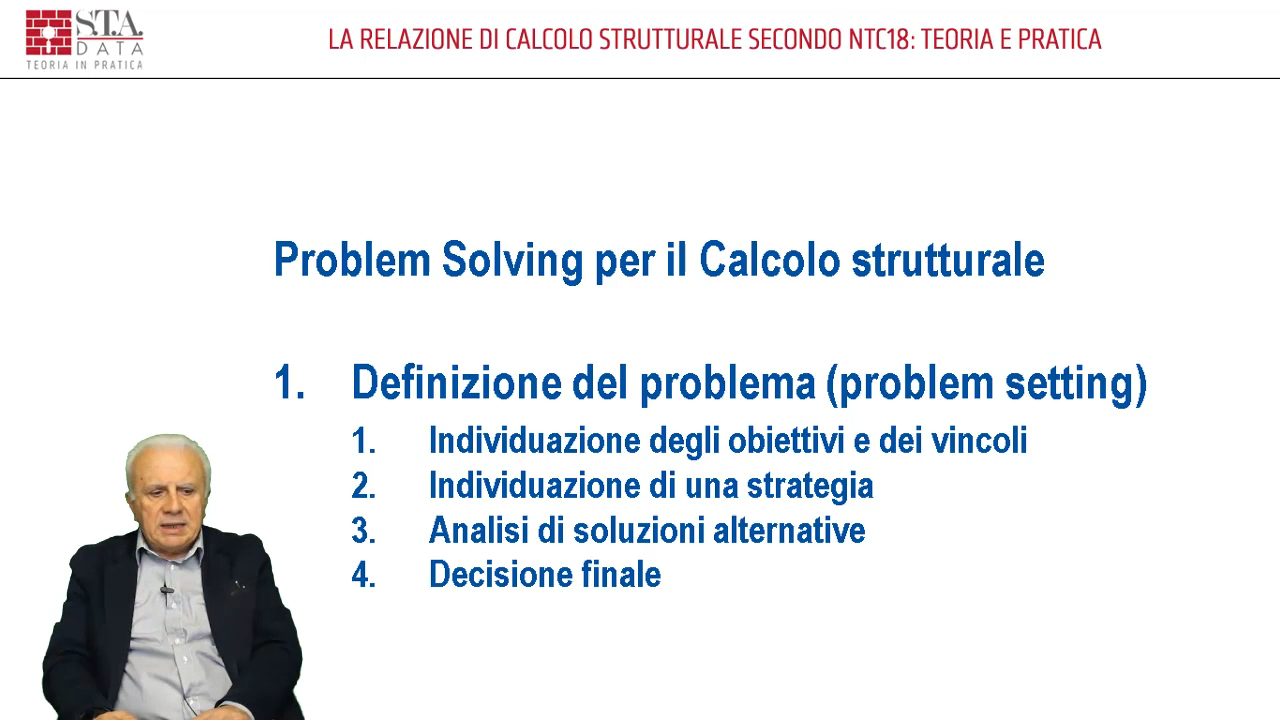 S.T.A.
DATA
TEORIA IN PRATICA
LA RELAZIONE DI CALCOLO STRUTTURALE SECONDO NTC18: TEORIA E PRATICA
Problem Solving per il Calcolo strutturale
1. Definizione del problema (problem setting)
1. Individuazione degli obiettivi e dei vincoli
2. Individuazione di una strategia
3. Analisi di soluzioni alternative
4. Decisione finale